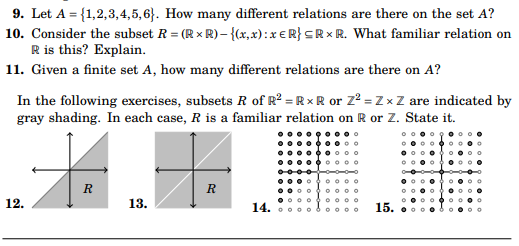 9. Let A = {1,2,3,4,5,6}. How many different relations are there on the set A?
10. Consider the subset R = (ℝ × ℝ) − {(x,x) : x ∈ ℝ} ⊆ ℝ × ℝ. What familiar relation on
ℝ is this? Explain.
11. Given a finite set A, how many different relations are there on A?
In the following exercises, subsets R of ℝ² = ℝ × ℝ or ℤ² = ℤ × ℤ are indicated by
gray shading. In each case, R is a familiar relation on ℝ or ℤ. State it.
R R
12. 13. 14. 15.